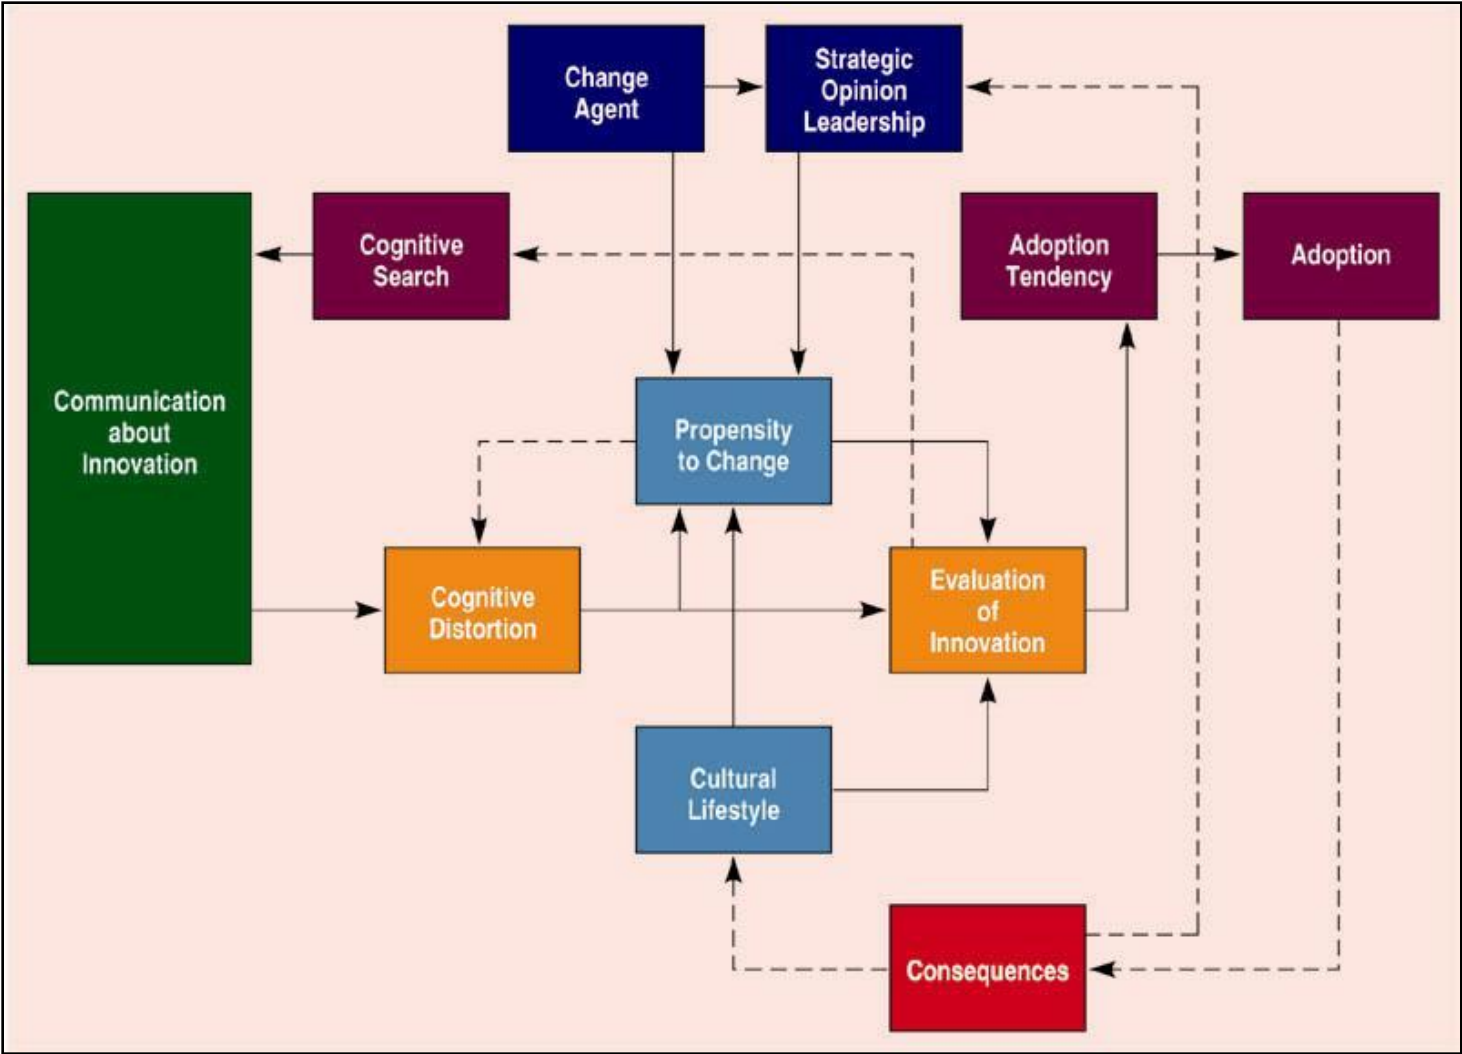 Change
Agent
Strategic
Opinion
Leadership
Cognitive
Search
Adoption
Tendency
Adoption
Communication
about
Innovation
Propensity
to Change
Cognitive
Distortion
Evaluation
of
Innovation
Cultural
Lifestyle
Consequences